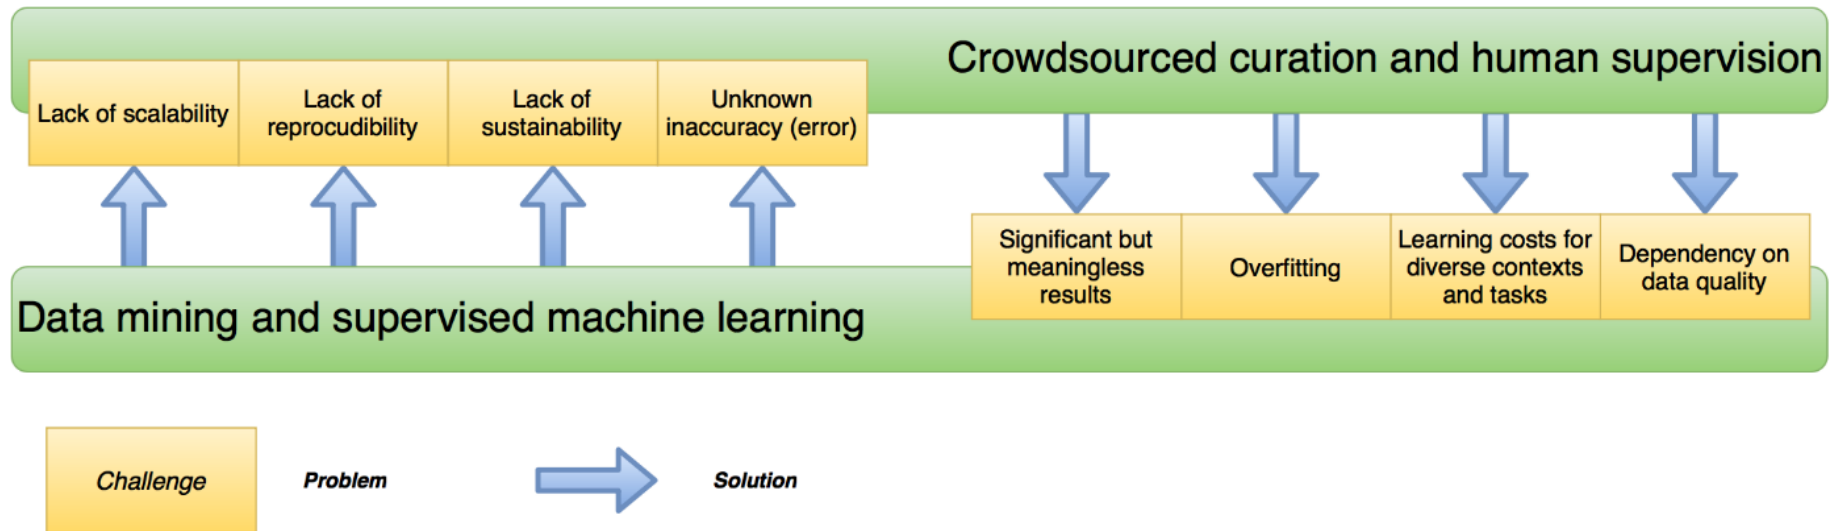 Crowdsourced curation and human supervision
Lack of scalability
Lack of
reprocudibility
Lack of
sustainability
Unknown
inaccuracy (error)
Significant but
meaningless
results
Overfitting
Learning costs for
diverse contexts
and tasks
Dependency on
data quality
Data mining and supervised machine learning
Challenge
Problem
Solution